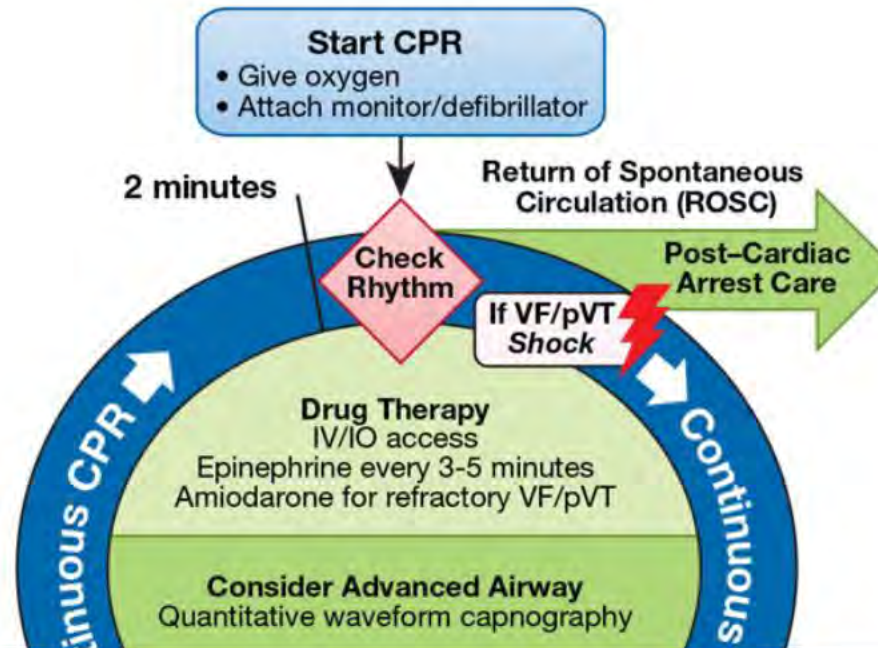 Start CPR
• Give oxygen
• Attach monitor/defibrillator
2 minutes
Return of Spontaneous
Circulation (ROSC)
Check
Rhythm
Post–Cardiac
Arrest Care
If VF/pVT
Shock
Drug Therapy
IV/IO access
Epinephrine every 3-5 minutes
Amiodarone for refractory VF/pVT
Consider Advanced Airway
Quantitative waveform capnography
tinuous CPR
Continuous